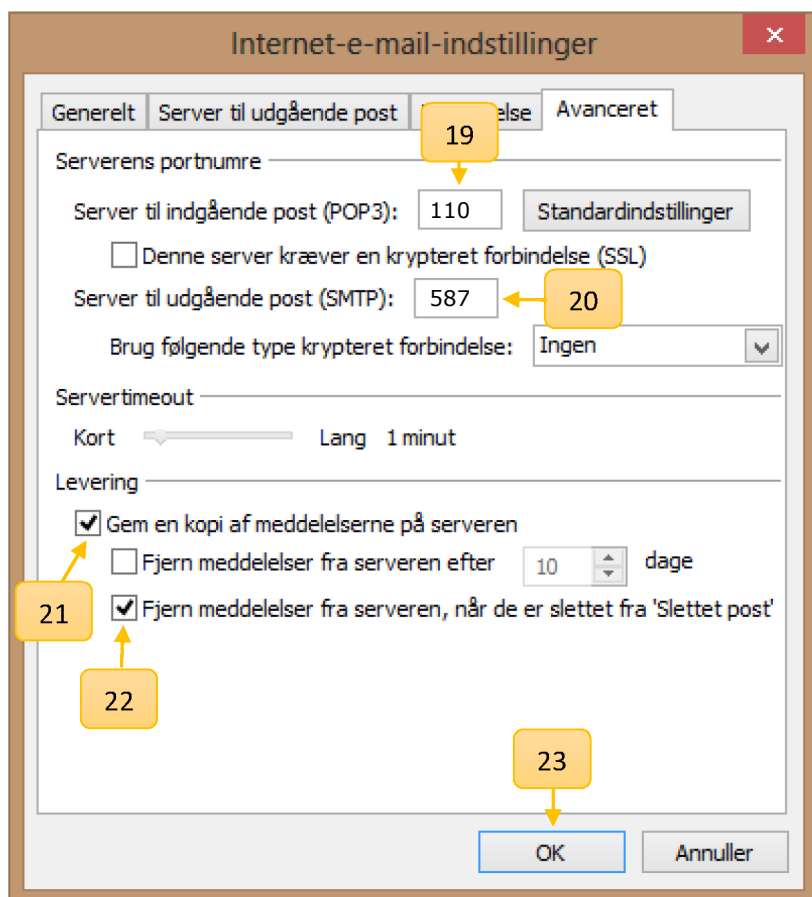 Internet-e-mail-indstillinger
Generelt Server til udgående post else Avanceret
19
Serverens portnumre
Server til indgående post (POP3): 110 Standardindstillinger
Denne server kræver en krypteret forbindelse (SSL)
Server til udgående post (SMTP): 587 20
Brug følgende type krypteret forbindelse: Ingen
Servertimeout
Kort Lang 1 minut
Levering
Gem en kopi af meddelelserne på serveren
Fjern meddelelser fra serveren efter 10 dage
21 Fjern meddelelser fra serveren, når de er slettet fra 'Slettet post'
22
23
OK Annuller